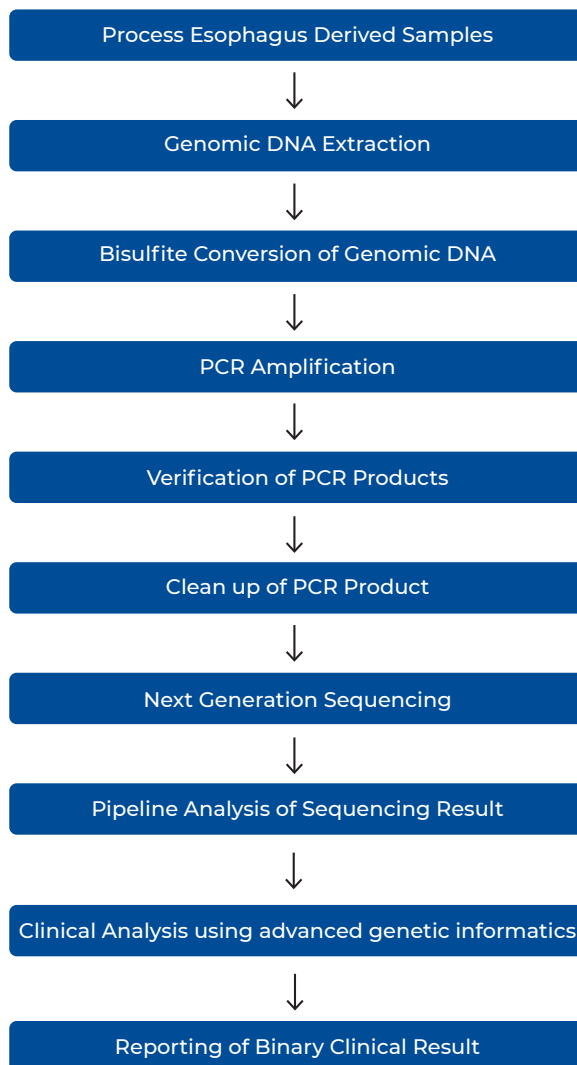 Process Esophagus Derived Samples
Genomic DNA Extraction
Bisulfite Conversion of Genomic DNA
PCR Amplification
Verification of PCR Products
Clean up of PCR Product
Next Generation Sequencing
Pipeline Analysis of Sequencing Result
Clinical Analysis using advanced genetic informatics
Reporting of Binary Clinical Result